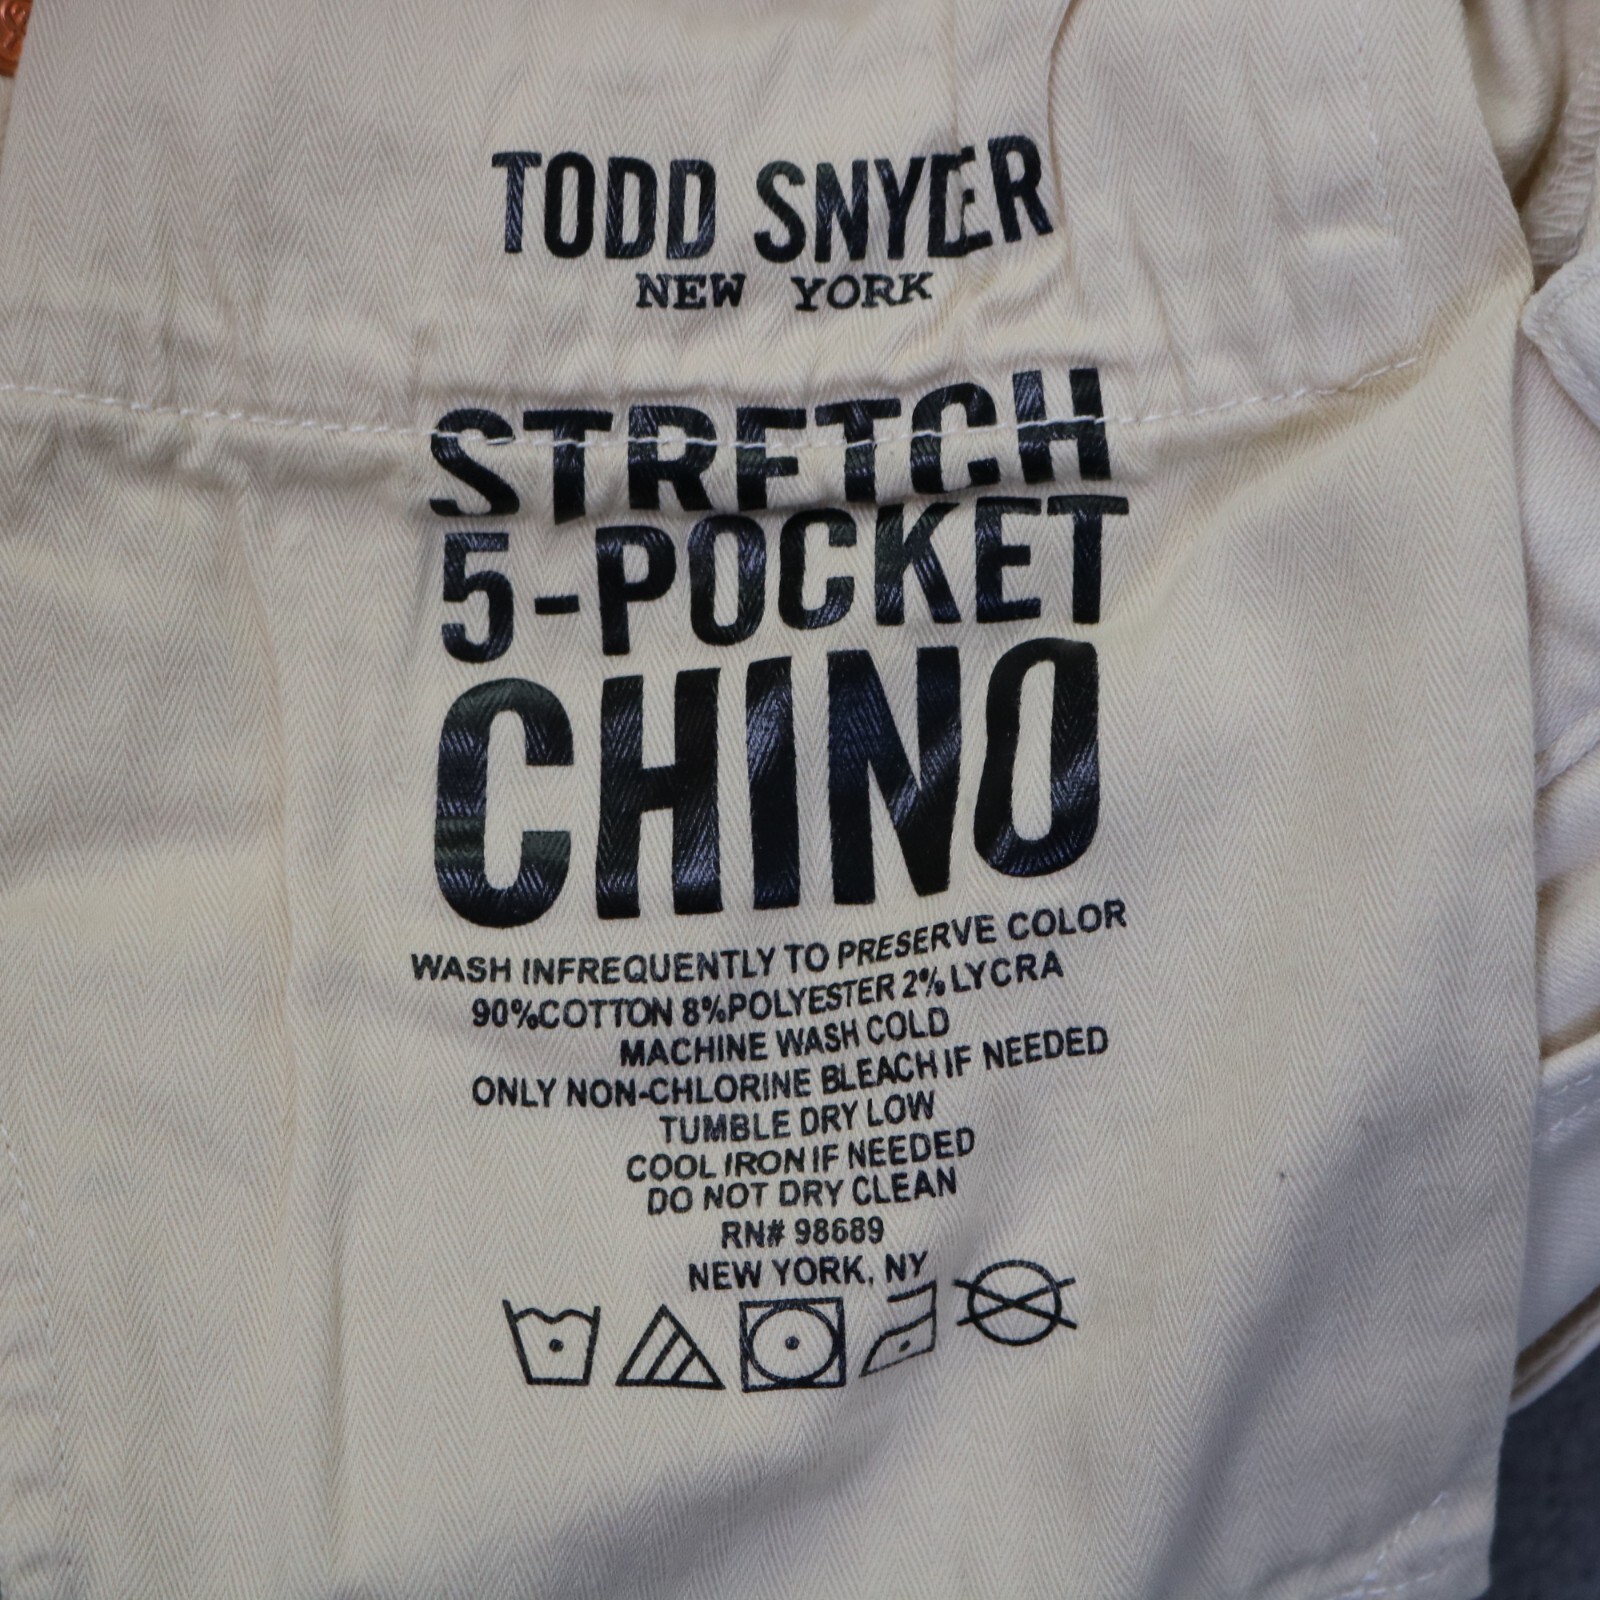 TODD SNYDER
NEW YORK
STRETCH
5-POCKET
CHINO
WASH INFREQUENTLY TO PRESERVE COLOR
90%COTTON 8%POLYESTER 2% LYCRA
MACHINE WASH COLD
ONLY NON-CHLORINE BLEACH IF NEEDED
TUMBLE DRY LOW
COOL IRON IF NEEDED
DO NOT DRY CLEAN
RN# 98689
NEW YORK, NY